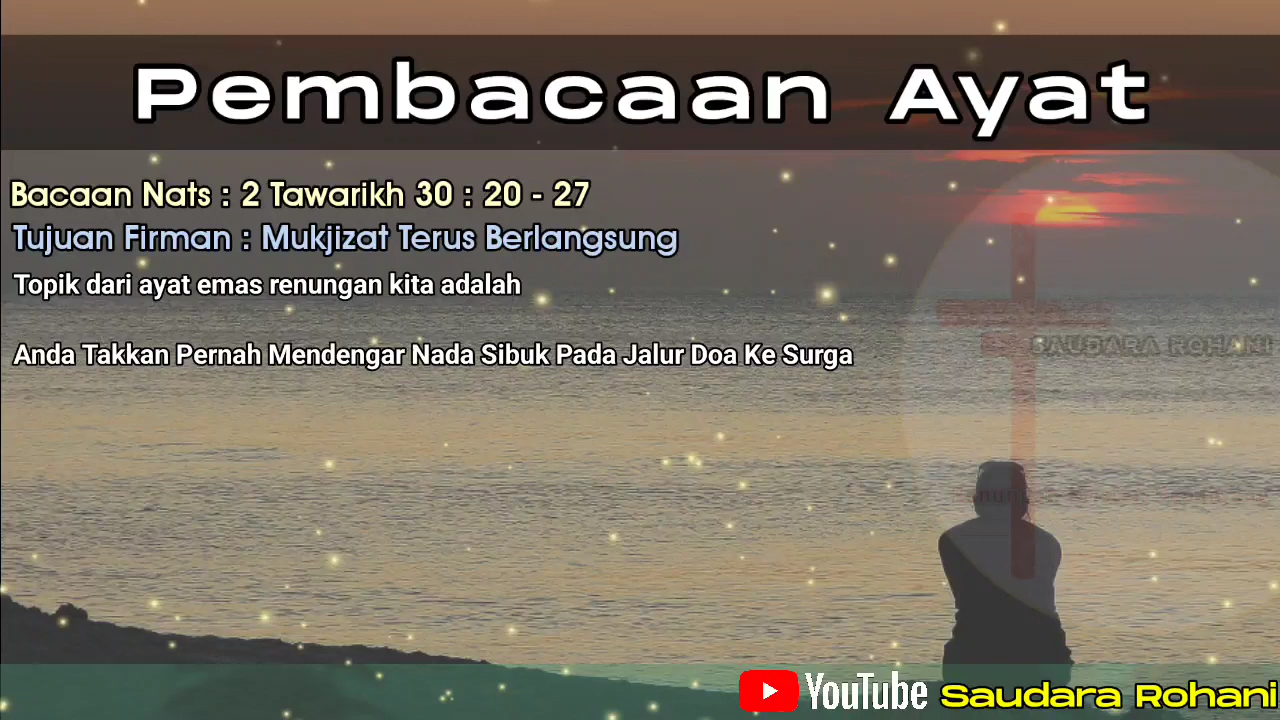 Pembacaan Ayat
Bacaan Nats : 2 Tawarikh 30 : 20 - 27
Tujuan Firman : Mukjizat Terus Berlangsung
Topik dari ayat emas renungan kita adalah
SAUDARA ROHANI
Anda Takkan Pernah Mendengar Nada Sibuk Pada Jalur Doa Ke Surga
YouTube Saudara Rohani